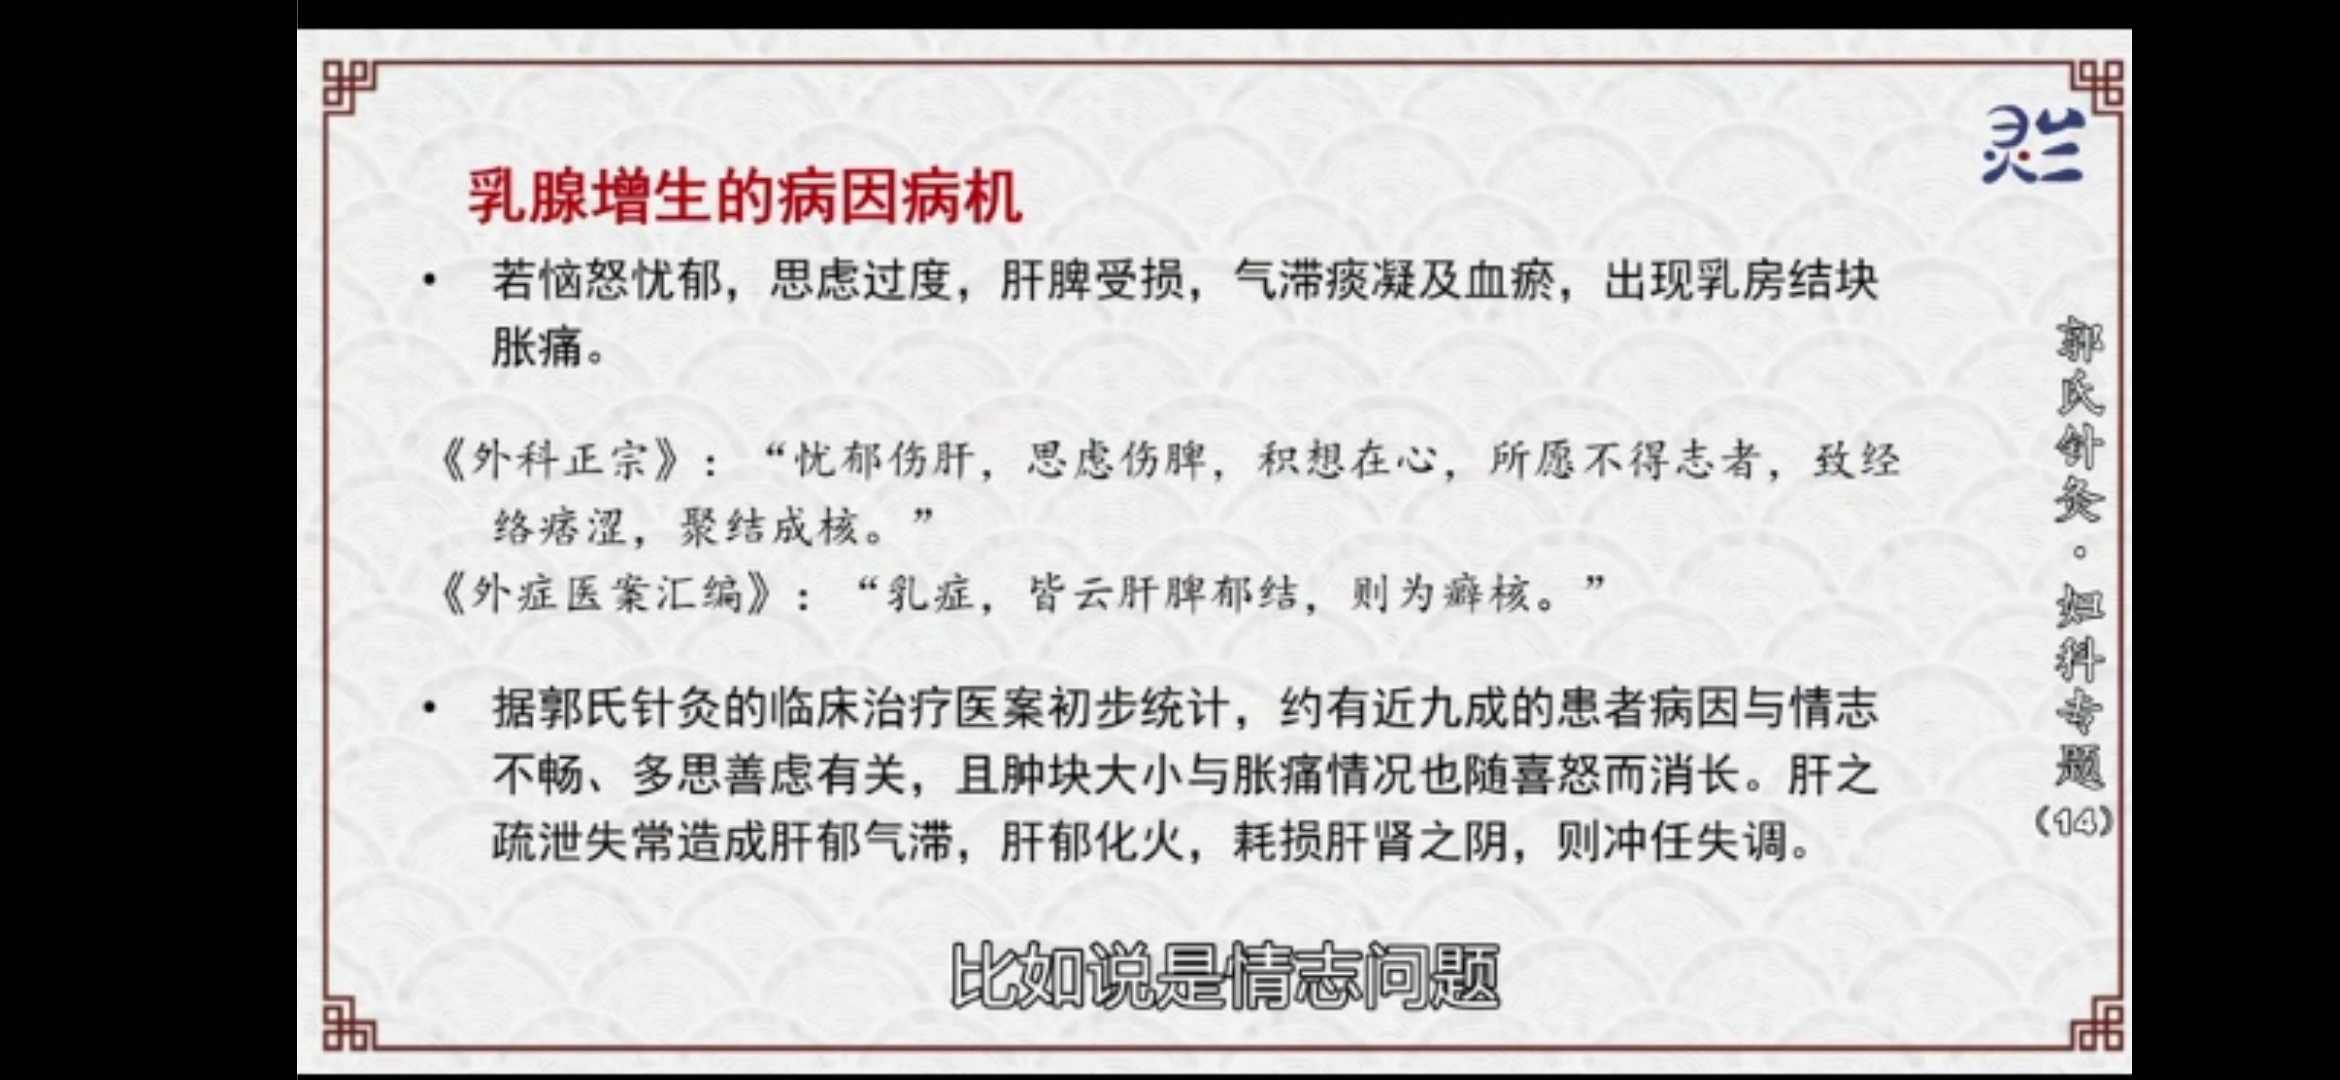 乳腺增生的病因病机
• 若恼怒忧郁，思虑过度，肝脾受损，气滞痰凝及血瘀，出现乳房结块
胀痛。
《外科正宗》：“忧郁伤肝，思虑伤脾，积想在心，所愿不得志者，致经
络痞涩，聚结成核。”
《外症医案汇编》：“乳症，皆云肝脾郁结，则为癖核。”
• 据郭氏针灸的临床治疗医案初步统计，约有近九成的患者病因与情志
不畅、多思善虑有关，且肿块大小与胀痛情况也随喜怒而消长。肝之
疏泄失常造成肝郁气滞，肝郁化火，耗损肝肾之阴，则冲任失调。
比如说是情志问题
郭氏针灸·妇科专题(14)